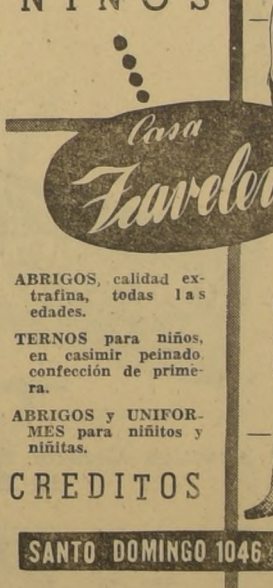 NIÑOS
Casa
ABRIGOS, calidad ex-
trafina, todas las
edades.
TERNOS para niños,
en casimir peinado
confección de prime-
ra.
ABRIGOS y UNIFOR-
MES para niñitos y
niñitas.
CREDITOS
SANTO DOMINGO 1046